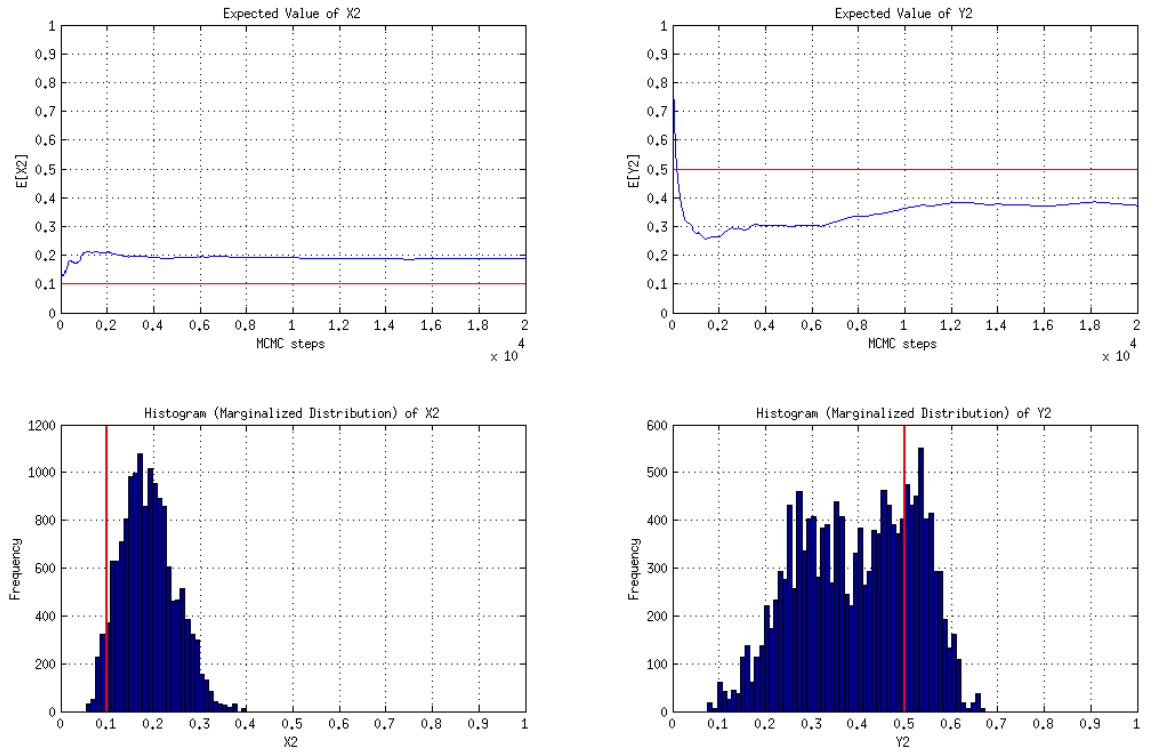 Expected Value of X2
1
0.9
0.8
0.7
0.6
0.5
0.4
0.3
0.2
0.1
0
E[X2]
0 0.2 0.4 0.6 0.8 1 1.2 1.4 1.6 1.8 2
MCMC steps
x 10 4
Expected Value of Y2
1
0.9
0.8
0.7
0.6
0.5
0.4
0.3
0.2
0.1
0
E[Y2]
0 0.2 0.4 0.6 0.8 1 1.2 1.4 1.6 1.8 2
MCMC steps
x 10 4
Histogram (Marginalized Distribution) of X2
1200
1000
800
600
400
200
0
Frequency
0 0.1 0.2 0.3 0.4 0.5 0.6 0.7 0.8 0.9 1
X2
Histogram (Marginalized Distribution) of Y2
600
500
400
300
200
100
0
Frequency
0 0.1 0.2 0.3 0.4 0.5 0.6 0.7 0.8 0.9 1
Y2